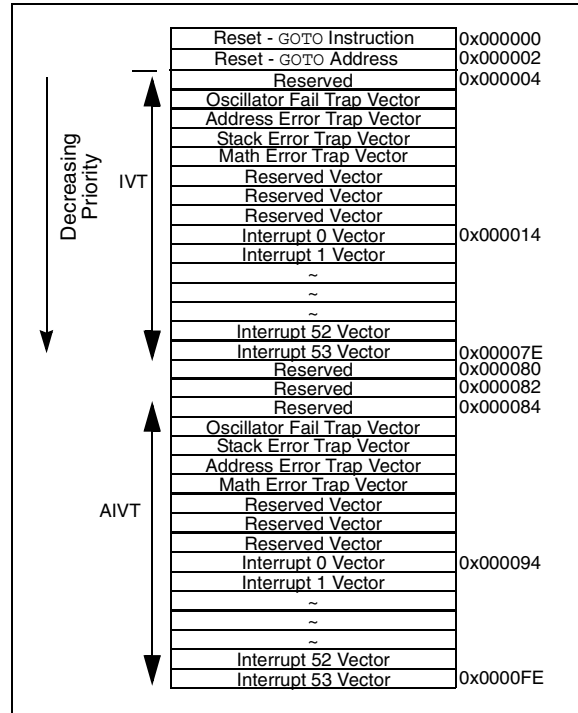 Reset - GOTO Instruction 0x000000
Reset - GOTO Address 0x000002
Reserved 0x000004
Oscillator Fail Trap Vector
Address Error Trap Vector
Stack Error Trap Vector
Math Error Trap Vector
Reserved Vector
Reserved Vector
Reserved Vector
Interrupt 0 Vector 0x000014
Interrupt 1 Vector
~
~
~
Interrupt 52 Vector
Interrupt 53 Vector 0x00007E
Reserved 0x000080
Reserved 0x000082
Reserved 0x000084
Oscillator Fail Trap Vector
Stack Error Trap Vector
Address Error Trap Vector
Math Error Trap Vector
Reserved Vector
Reserved Vector
Reserved Vector
Interrupt 0 Vector 0x000094
Interrupt 1 Vector
~
~
~
Interrupt 52 Vector
Interrupt 53 Vector 0x0000FE
Decreasing
Priority
IVT
AIVT